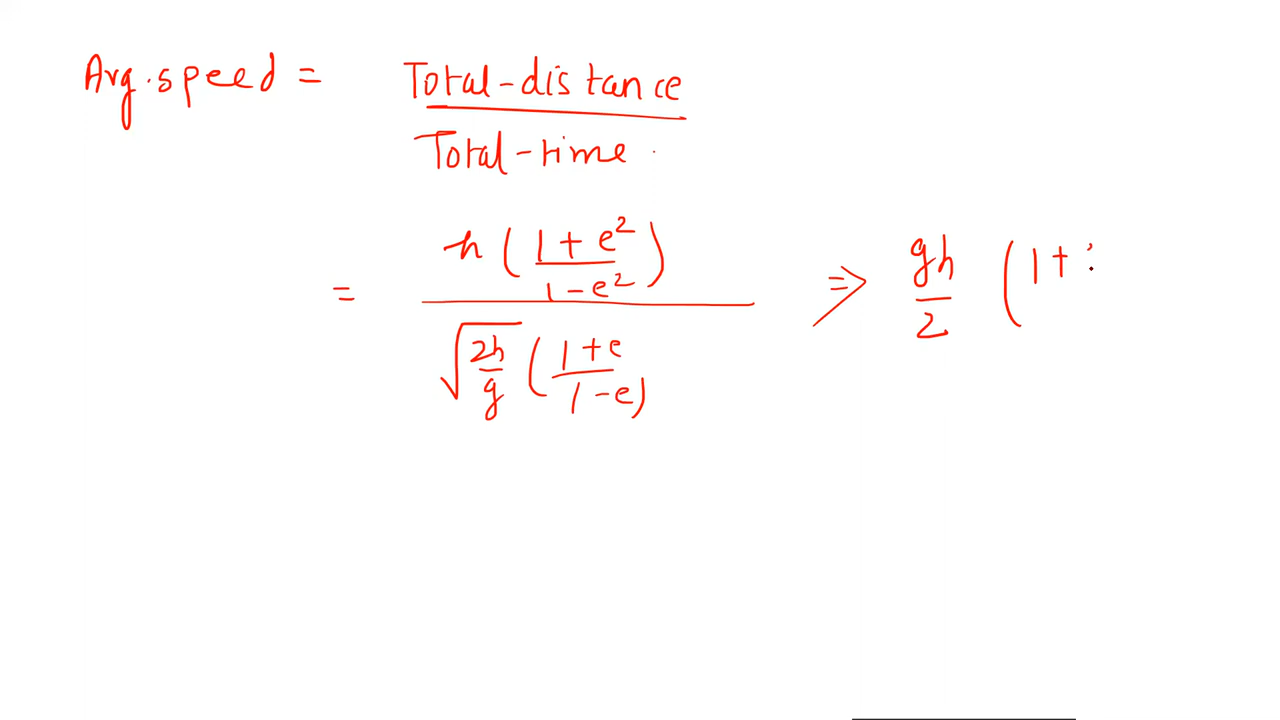 Avg. speed = Total-distance / Total-time
= h ( 1 + e² / 1 - e² ) / √ 2h / g ( 1 + e / 1 - e ) ⇒ gh / 2 ( 1 +